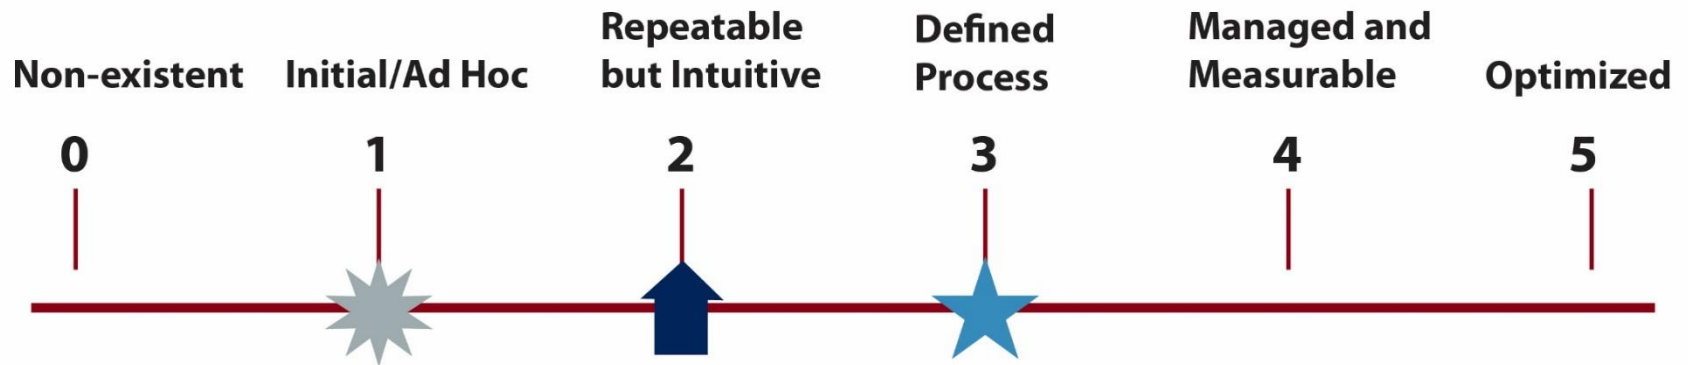 Non-existent
Initial/Ad Hoc
Repeatable
but Intuitive
Defined
Process
Managed and
Measurable
Optimized
0
1
2
3
4
5